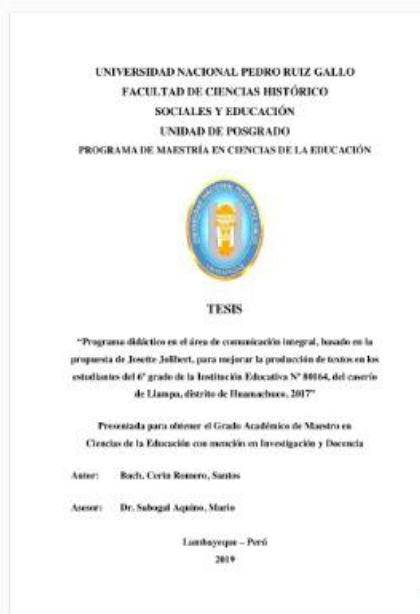 UNIVERSIDAD NACIONAL PEDRO RUIZ GALLO
FACULTAD DE CIENCIAS HISTÓRICO
SOCIALES Y EDUCACIÓN
UNIDAD DE POSGRADO
PROGRAMA DE MAESTRÍA EN CIENCIAS DE LA EDUCACIÓN
TESIS
“Programa didáctico en el área de comunicación integral, basado en la
propuesta de Josette Jolibert, para mejorar la producción de textos en los
estudiantes del 6º grado de la Institución Educativa Nº 80164, del caserío
de Llampa, distrito de Huamachuco, 2017”
Presentada para obtener el Grado Académico de Maestro en
Ciencias de la Educación con mención en Investigación y Docencia
Autor: Bach. Cerin Romero, Santos
Asesor: Dr. Sabogal Aquino, Mario
Lambayeque – Perú
2019